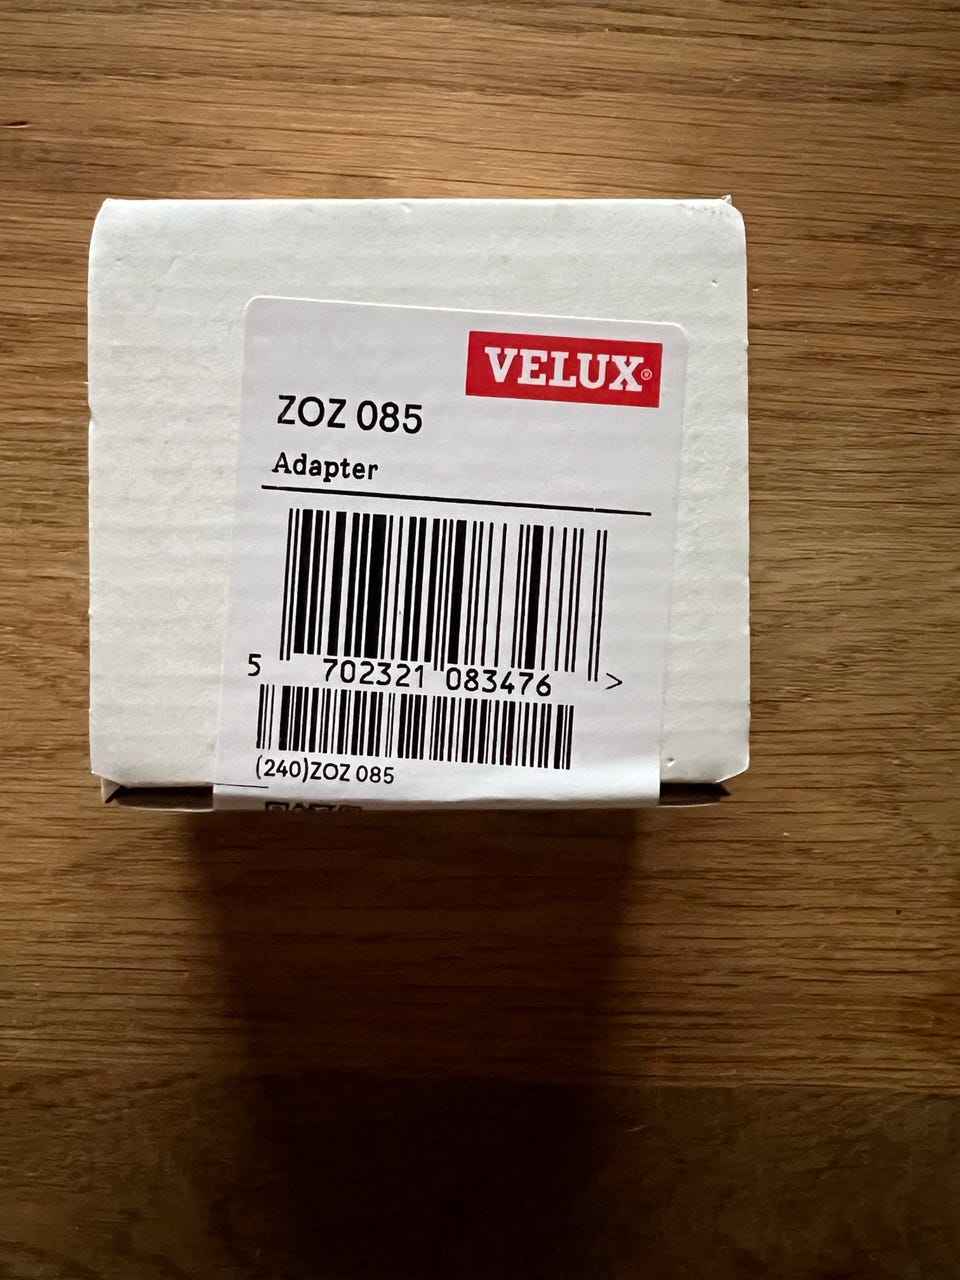 VELUX®
ZOZ 085
Adapter
5 702321 083476 >
(240)ZOZ 085